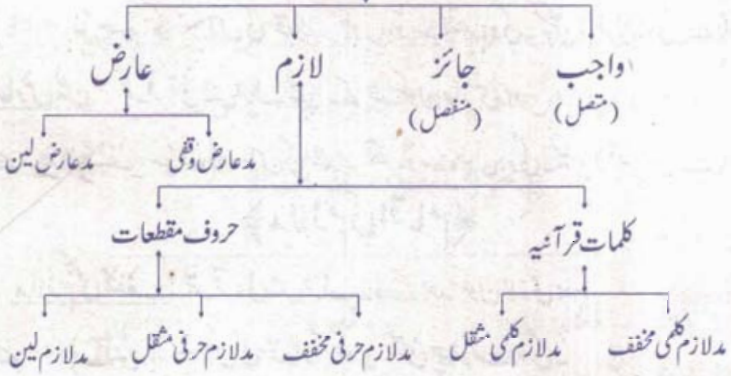 واجب جائز لازم عارض
(متصل) (منفصل)
مدعارض وقفی مدعارض لین
کلمات قرآنیہ حروف مقطعات
مدلازم کلمی مخفف مدلازم کلمی مثقل مدلازم حرفی مخفف مدلازم حرفی مثقل مدلازم لین